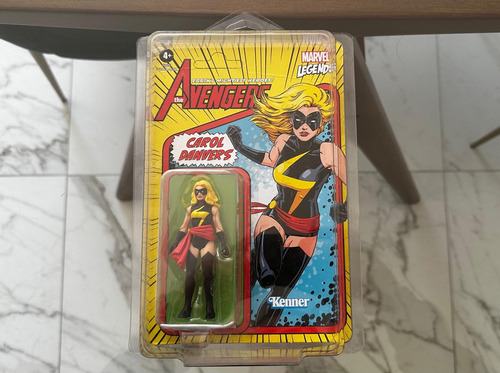 4+
MARVEL
LEGENDS
EARTH'S MIGHTIEST HEROES
the AVENGERS
CAROL
DANVERS
Kenner